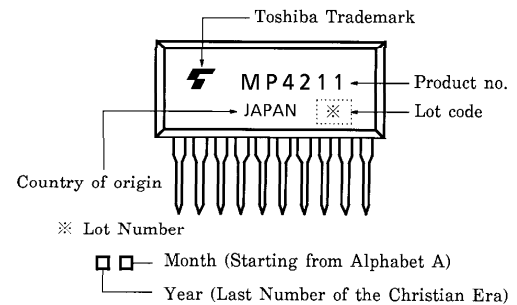 Toshiba Trademark
MP4211
Product no.
JAPAN
※
Lot code
Country of origin
※ Lot Number
Month (Starting from Alphabet A)
Year (Last Number of the Christian Era)